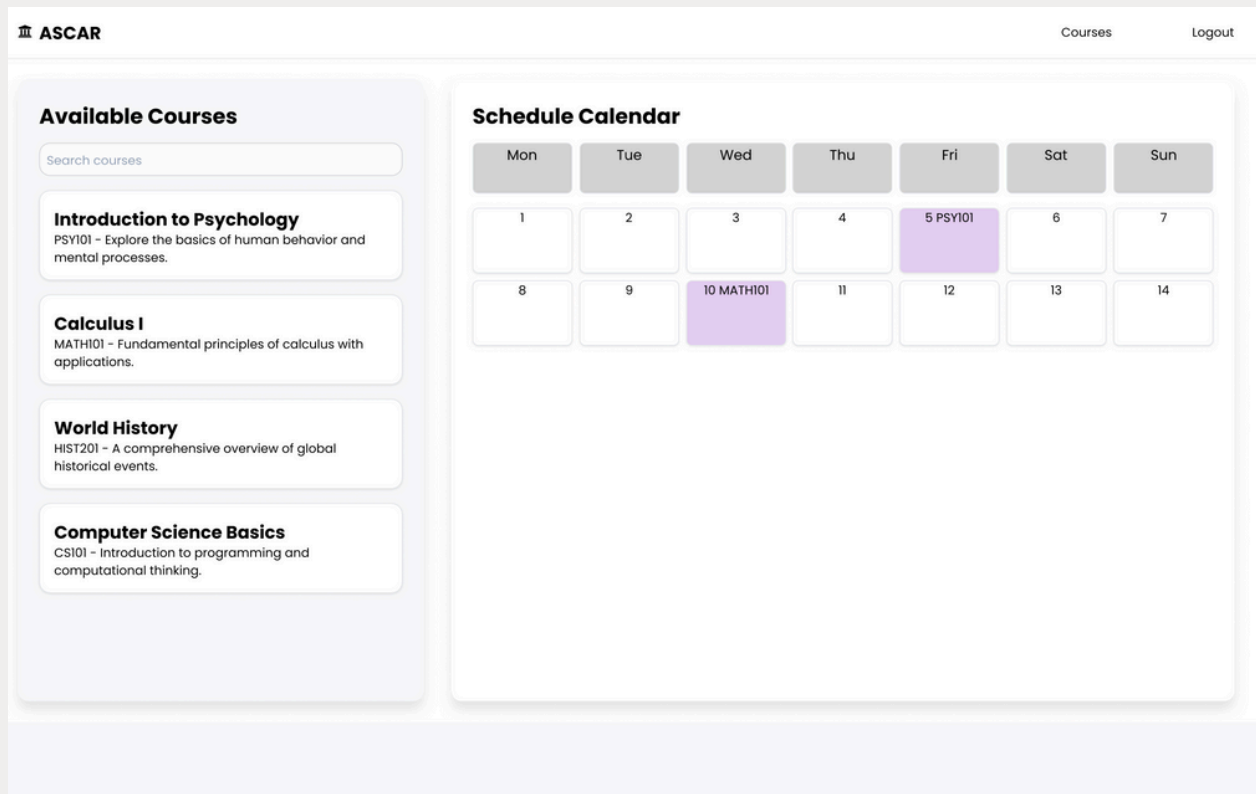 ASCAR
Courses
Logout
Available Courses
Search courses
Introduction to Psychology
PSY101 - Explore the basics of human behavior and
mental processes.
Calculus I
MATH101 - Fundamental principles of calculus with
applications.
World History
HIST201 - A comprehensive overview of global
historical events.
Computer Science Basics
CS101 - Introduction to programming and
computational thinking.
Schedule Calendar
Mon Tue Wed Thu Fri Sat Sun
1 2 3 4 5 PSY101 6 7
8 9 10 MATH101 11 12 13 14